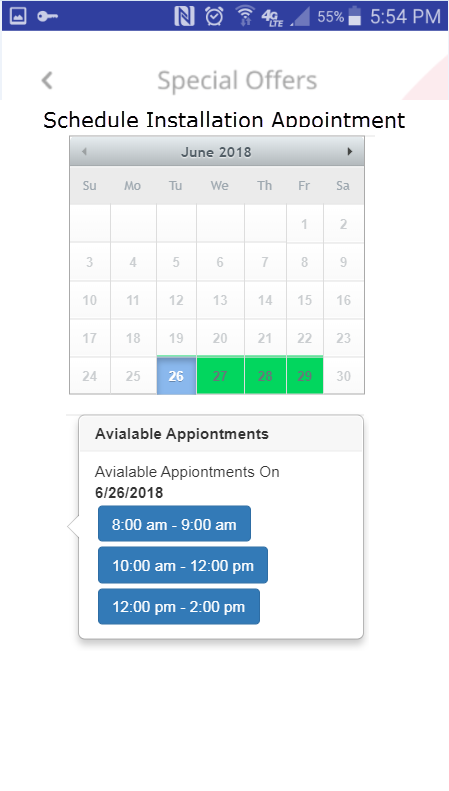 4G LTE 55% 5:54 PM
Special Offers
Schedule Installation Appointment
June 2018
Su Mo Tu We Th Fr Sa
1 2
3 4 5 6 7 8 9
10 11 12 13 14 15 16
17 18 19 20 21 22 23
24 25 26 27 28 29 30
Avialable Appiontments
Avialable Appiontments On
6/26/2018
8:00 am - 9:00 am
10:00 am - 12:00 pm
12:00 pm - 2:00 pm